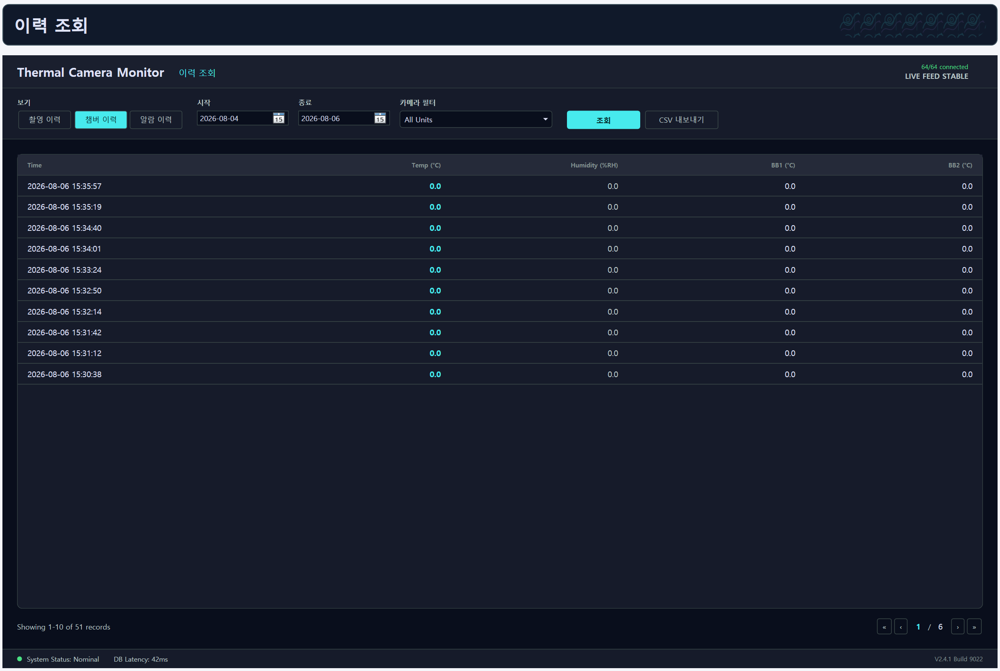 이력 조회
Thermal Camera Monitor 이력 조회
64/64 connected
LIVE FEED STABLE
보기 시작 종료 카메라 필터
촬영 이력 챔버 이력 알람 이력 2026-08-04 15 2026-08-06 15 All Units 조회 CSV 내보내기
Time Temp (°C) Humidity (%RH) BB1 (°C) BB2 (°C)
2026-08-06 15:35:57 0.0 0.0 0.0 0.0
2026-08-06 15:35:19 0.0 0.0 0.0 0.0
2026-08-06 15:34:40 0.0 0.0 0.0 0.0
2026-08-06 15:34:01 0.0 0.0 0.0 0.0
2026-08-06 15:33:24 0.0 0.0 0.0 0.0
2026-08-06 15:32:50 0.0 0.0 0.0 0.0
2026-08-06 15:32:14 0.0 0.0 0.0 0.0
2026-08-06 15:31:42 0.0 0.0 0.0 0.0
2026-08-06 15:31:12 0.0 0.0 0.0 0.0
2026-08-06 15:30:38 0.0 0.0 0.0 0.0
Showing 1-10 of 51 records « ‹ 1 / 6 › »
System Status: Nominal DB Latency: 42ms V2.4.1 Build 9022